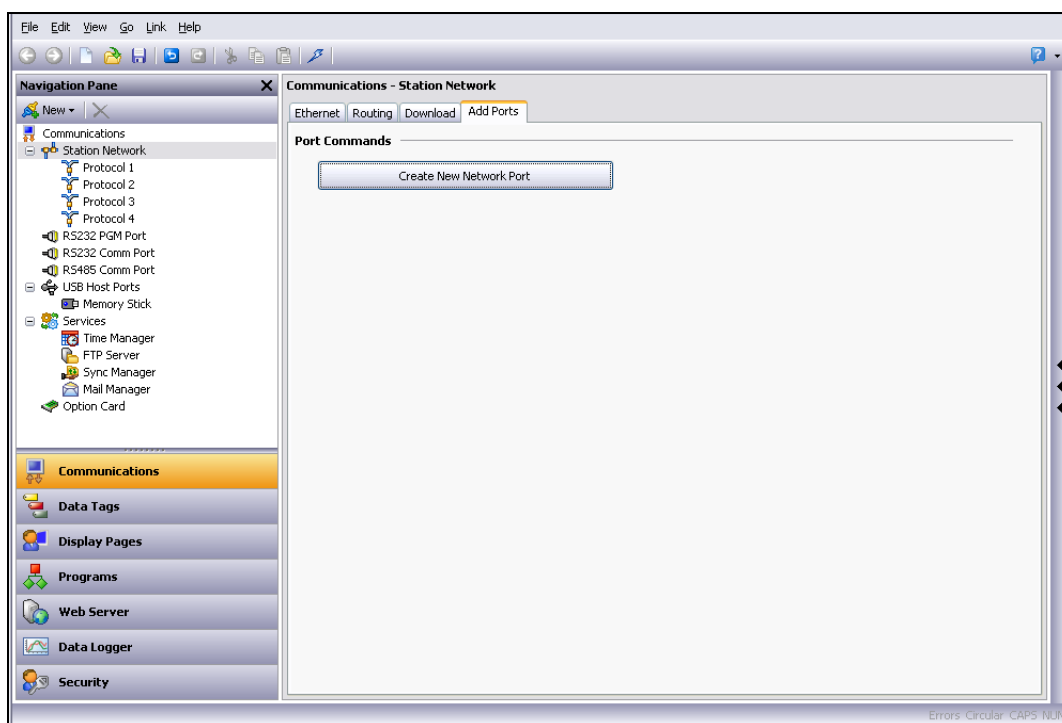 File Edit View Go Link Help
Navigation Pane
New
Communications
Station Network
Protocol 1
Protocol 2
Protocol 3
Protocol 4
RS232 PGM Port
RS232 Comm Port
RS485 Comm Port
USB Host Ports
Memory Stick
Services
Time Manager
FTP Server
Sync Manager
Mail Manager
Option Card
Communications
Data Tags
Display Pages
Programs
Web Server
Data Logger
Security
Communications - Station Network
Ethernet Routing Download Add Ports
Port Commands
Create New Network Port
Errors Circular CAPS NU